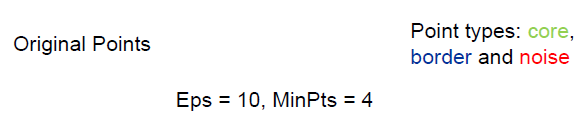 Original Points
Point types: core,
border and noise
Eps = 10, MinPts = 4